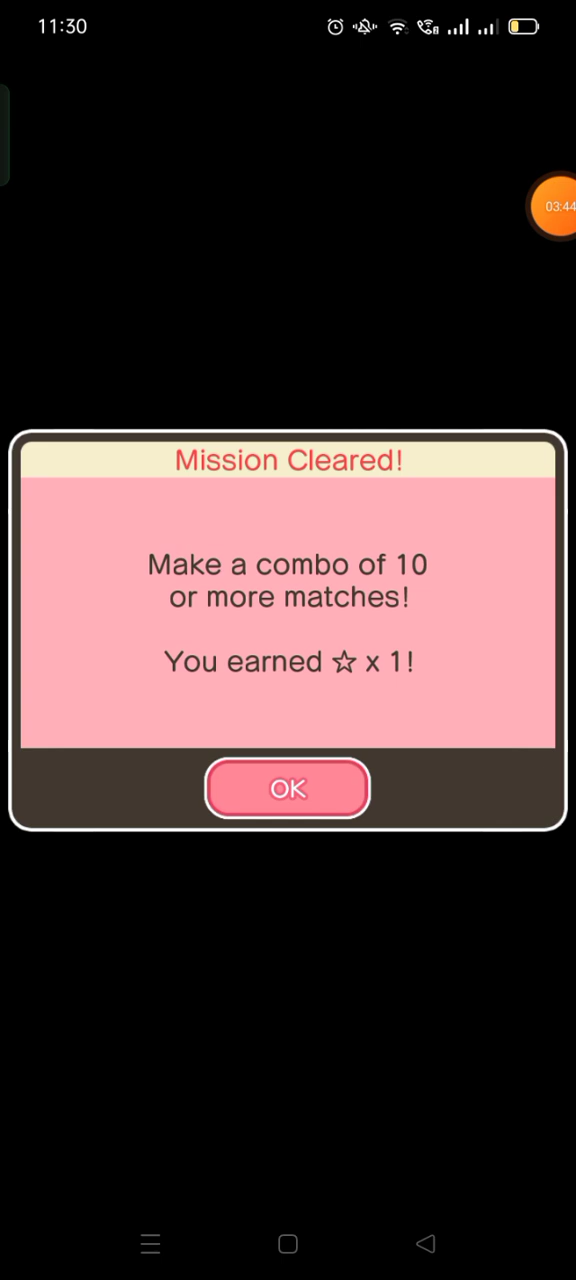 11:30
03:44
Mission Cleared!
Make a combo of 10
or more matches!
You earned ☆ x 1!
OK